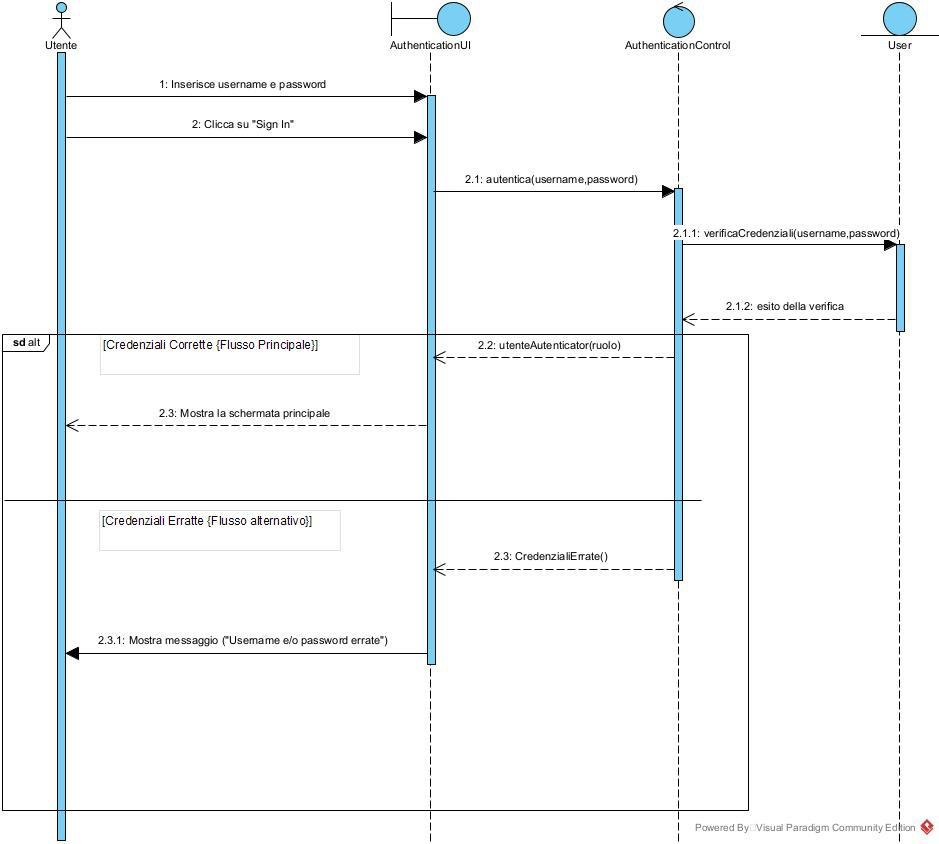 Utente
AuthenticationUI
AuthenticationControl
User
1: Inserisce username e password
2: Clicca su "Sign In"
2.1: autentica(username,password)
2.1.1: verificaCredenziali(username,password)
2.1.2: esito della verifica
sd alt
[Credenziali Corrette {Flusso Principale}]
2.2: utenteAutenticator(ruolo)
2.3: Mostra la schermata principale
[Credenziali Erratte {Flusso alternativo}]
2.3: CredenzialiErrate()
2.3.1: Mostra messaggio ("Username e/o password errate")
Powered By Visual Paradigm Community Edition